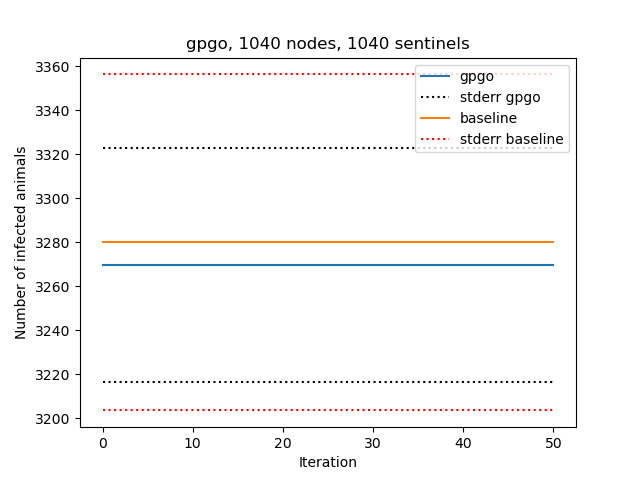 gpgo, 1040 nodes, 1040 sentinels
3360
3340
3320
3300
3280
3260
3240
3220
3200
Number of infected animals
gpgo
stderr gpgo
baseline
stderr baseline
0 10 20 30 40 50
Iteration